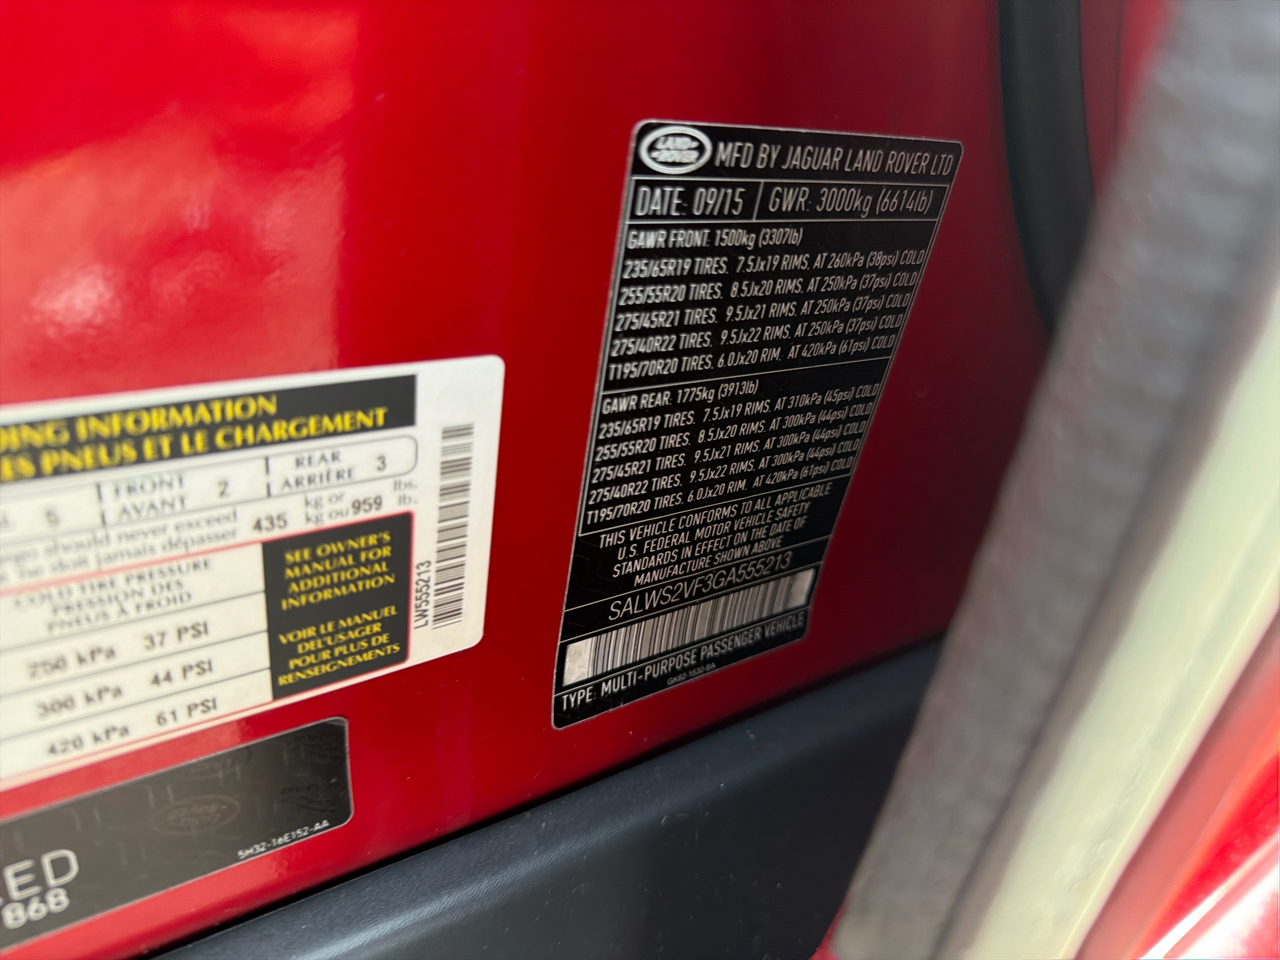 LAND ROVER
MFD BY JAGUAR LAND ROVER LTD
DATE: 09/15 GWR: 3000kg (6614lb)
GAWR FRONT: 1500kg (3307lb)
235/65R19 TIRES, 7.5Jx19 RIMS, AT 260kPa (38psi) COLD
255/55R20 TIRES, 8.5Jx20 RIMS, AT 250kPa (37psi) COLD
275/45R21 TIRES, 9.5Jx21 RIMS, AT 250kPa (37psi) COLD
275/40R22 TIRES, 9.5Jx22 RIMS, AT 250kPa (37psi) COLD
T195/70R20 TIRES, 6.0Jx20 RIM, AT 420kPa (61psi) COLD
GAWR REAR: 1775kg (3913lb)
235/65R19 TIRES, 7.5Jx19 RIMS, AT 310kPa (45psi) COLD
255/55R20 TIRES, 8.5Jx20 RIMS, AT 300kPa (44psi) COLD
275/45R21 TIRES, 9.5Jx21 RIMS, AT 300kPa (44psi) COLD
275/40R22 TIRES, 9.5Jx22 RIMS, AT 300kPa (44psi) COLD
T195/70R20 TIRES, 6.0Jx20 RIM, AT 420kPa (61psi) COLD
THIS VEHICLE CONFORMS TO ALL APPLICABLE
U.S. FEDERAL MOTOR VEHICLE SAFETY
STANDARDS IN EFFECT ON THE DATE OF
MANUFACTURE SHOWN ABOVE
SALWS2VF3GA555213
TYPE: MULTI-PURPOSE PASSENGER VEHICLE
GK62-1532-BA
DING INFORMATION
ES PNEUS ET LE CHARGEMENT
5 FRONT AVANT 2 REAR ARRIÈRE 3
should never exceed 435 kg or 959 lbs.
ne doit jamais dépasser kg ou lb.
COLD TIRE PRESSURE
PRESSION DES
PNEUS À FROID
250 kPa 37 PSI
300 kPa 44 PSI
420 kPa 61 PSI
SEE OWNER'S
MANUAL FOR
ADDITIONAL
INFORMATION
VOIR LE MANUEL
DEL'USAGER
POUR PLUS DE
RENSEIGNEMENTS
LW555213
5H32-16E152-AA
ED
868